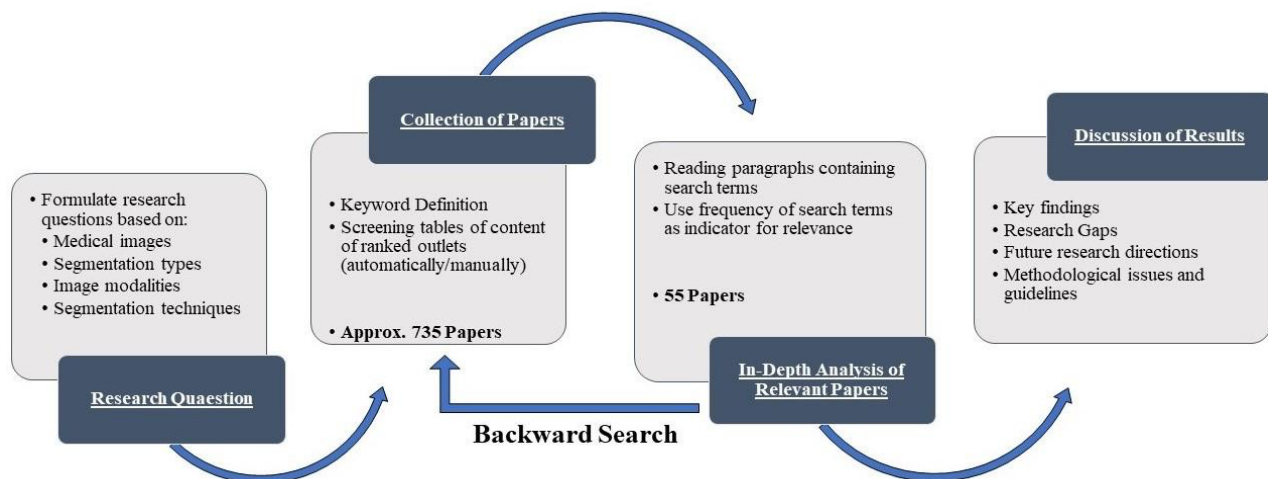 • Formulate research
questions based on:
• Medical images
• Segmentation types
• Image modalities
• Segmentation techniques
Research Quaestion
Collection of Papers
• Keyword Definition
• Screening tables of content
of ranked outlets
(automatically/manually)
• Approx. 735 Papers
• Reading paragraphs containing
search terms
• Use frequency of search terms
as indicator for relevance
• 55 Papers
In-Depth Analysis of
Relevant Papers
Backward Search
Discussion of Results
• Key findings
• Research Gaps
• Future research directions
• Methodological issues and
guidelines